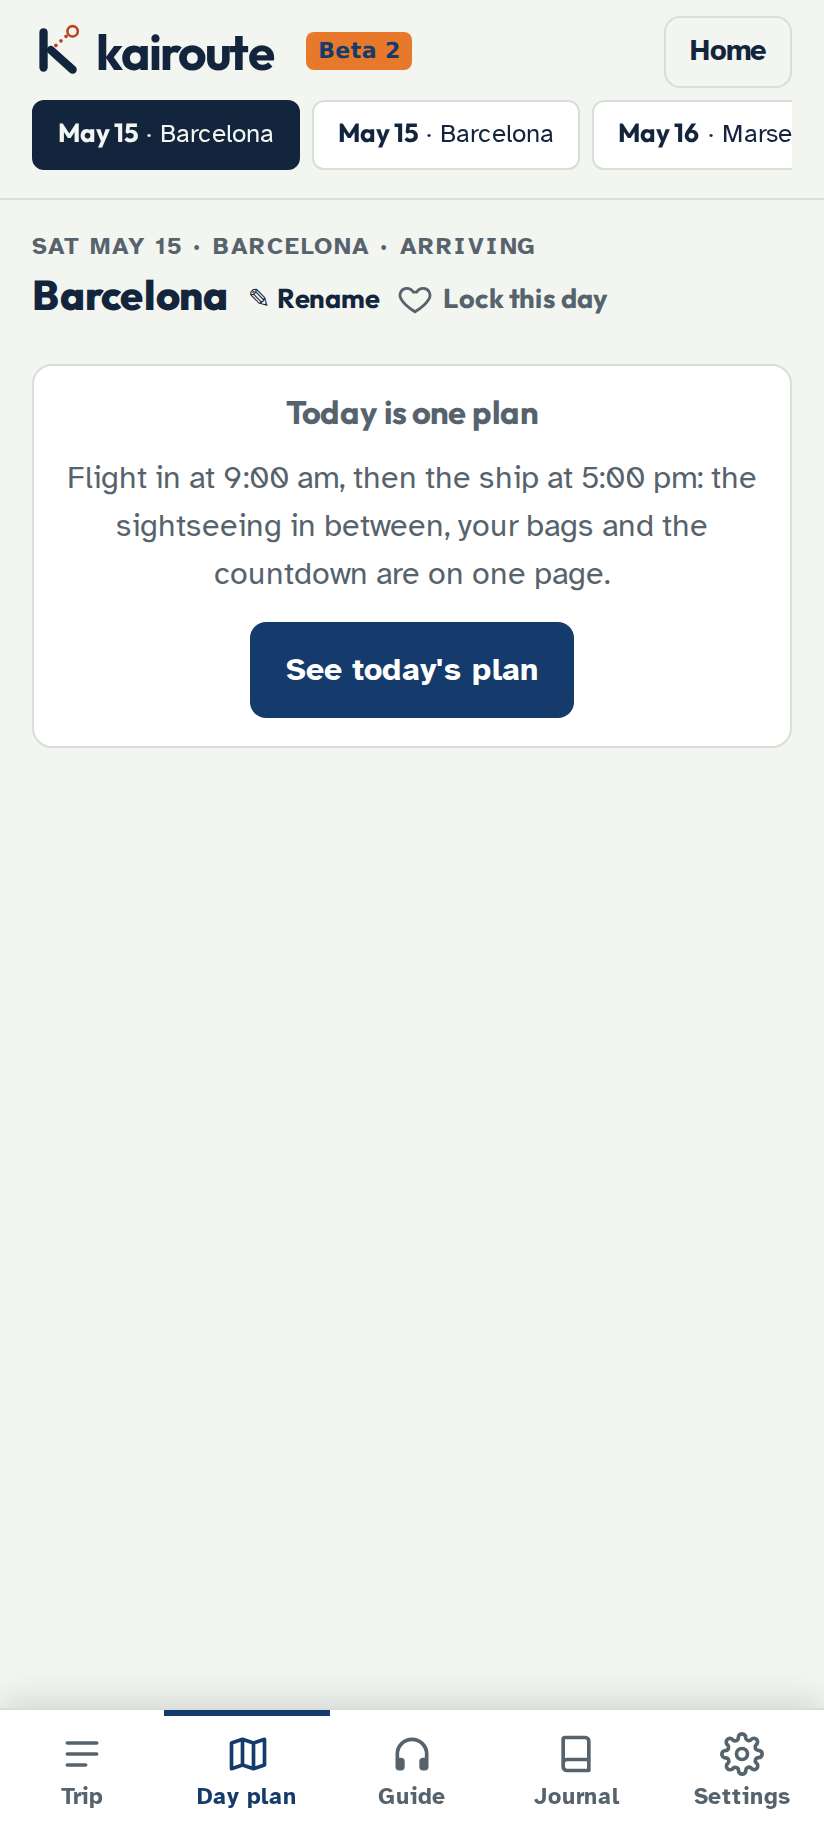 kairoute Beta 2 Home
May 15 · Barcelona May 15 · Barcelona May 16 · Marse
SAT MAY 15 · BARCELONA · ARRIVING
Barcelona ✎ Rename Lock this day
Today is one plan
Flight in at 9:00 am, then the ship at 5:00 pm: the
sightseeing in between, your bags and the
countdown are on one page.
See today's plan
Trip Day plan Guide Journal Settings